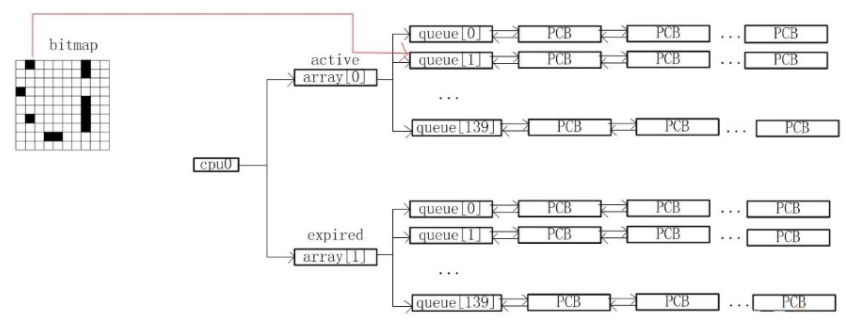 bitmap
active
array[0]
queue[0] PCB PCB ... PCB
queue[1] PCB PCB ... PCB
...
queue[139] PCB PCB ... PCB
cpu0
expired
array[1]
queue[0] PCB PCB ... PCB
queue[1] PCB PCB ... PCB
...
queue[139] PCB PCB ... PCB